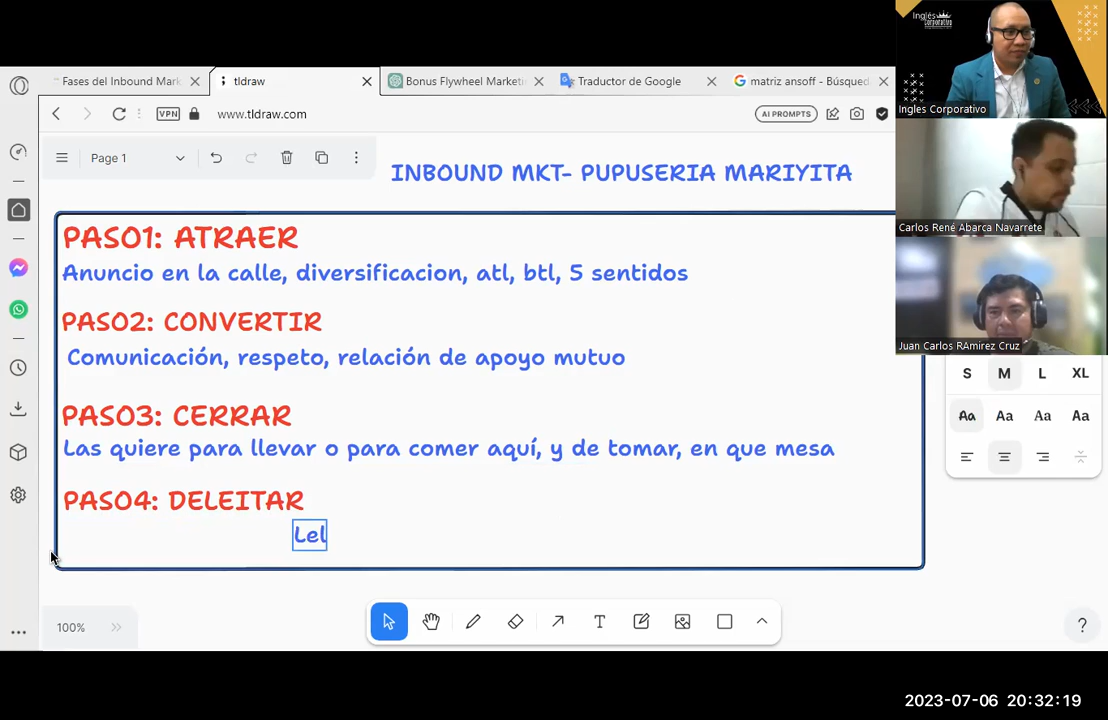 Fases del Inbound Mark
tldraw
Bonus Flywheel Marketi
Traductor de Google
matriz ansoff - Búsqued
VPN
www.tldraw.com
AI PROMPTS
Page 1
INBOUND MKT- PUPUSERIA MARIYITA
PASO1: ATRAER
Anuncio en la calle, diversificacion, atl, btl, 5 sentidos
PASO2: CONVERTIR
Comunicación, respeto, relación de apoyo mutuo
PASO3: CERRAR
Las quiere para llevar o para comer aquí, y de tomar, en que mesa
PASO4: DELEITAR
Lel
100%
Inglés
Corporativo
Ingles Corporativo
Carlos René Abarca Navarrete
Juan Carlos RAmirez Cruz
S M L XL
Aa Aa Aa Aa
?
2023-07-06 20:32:19